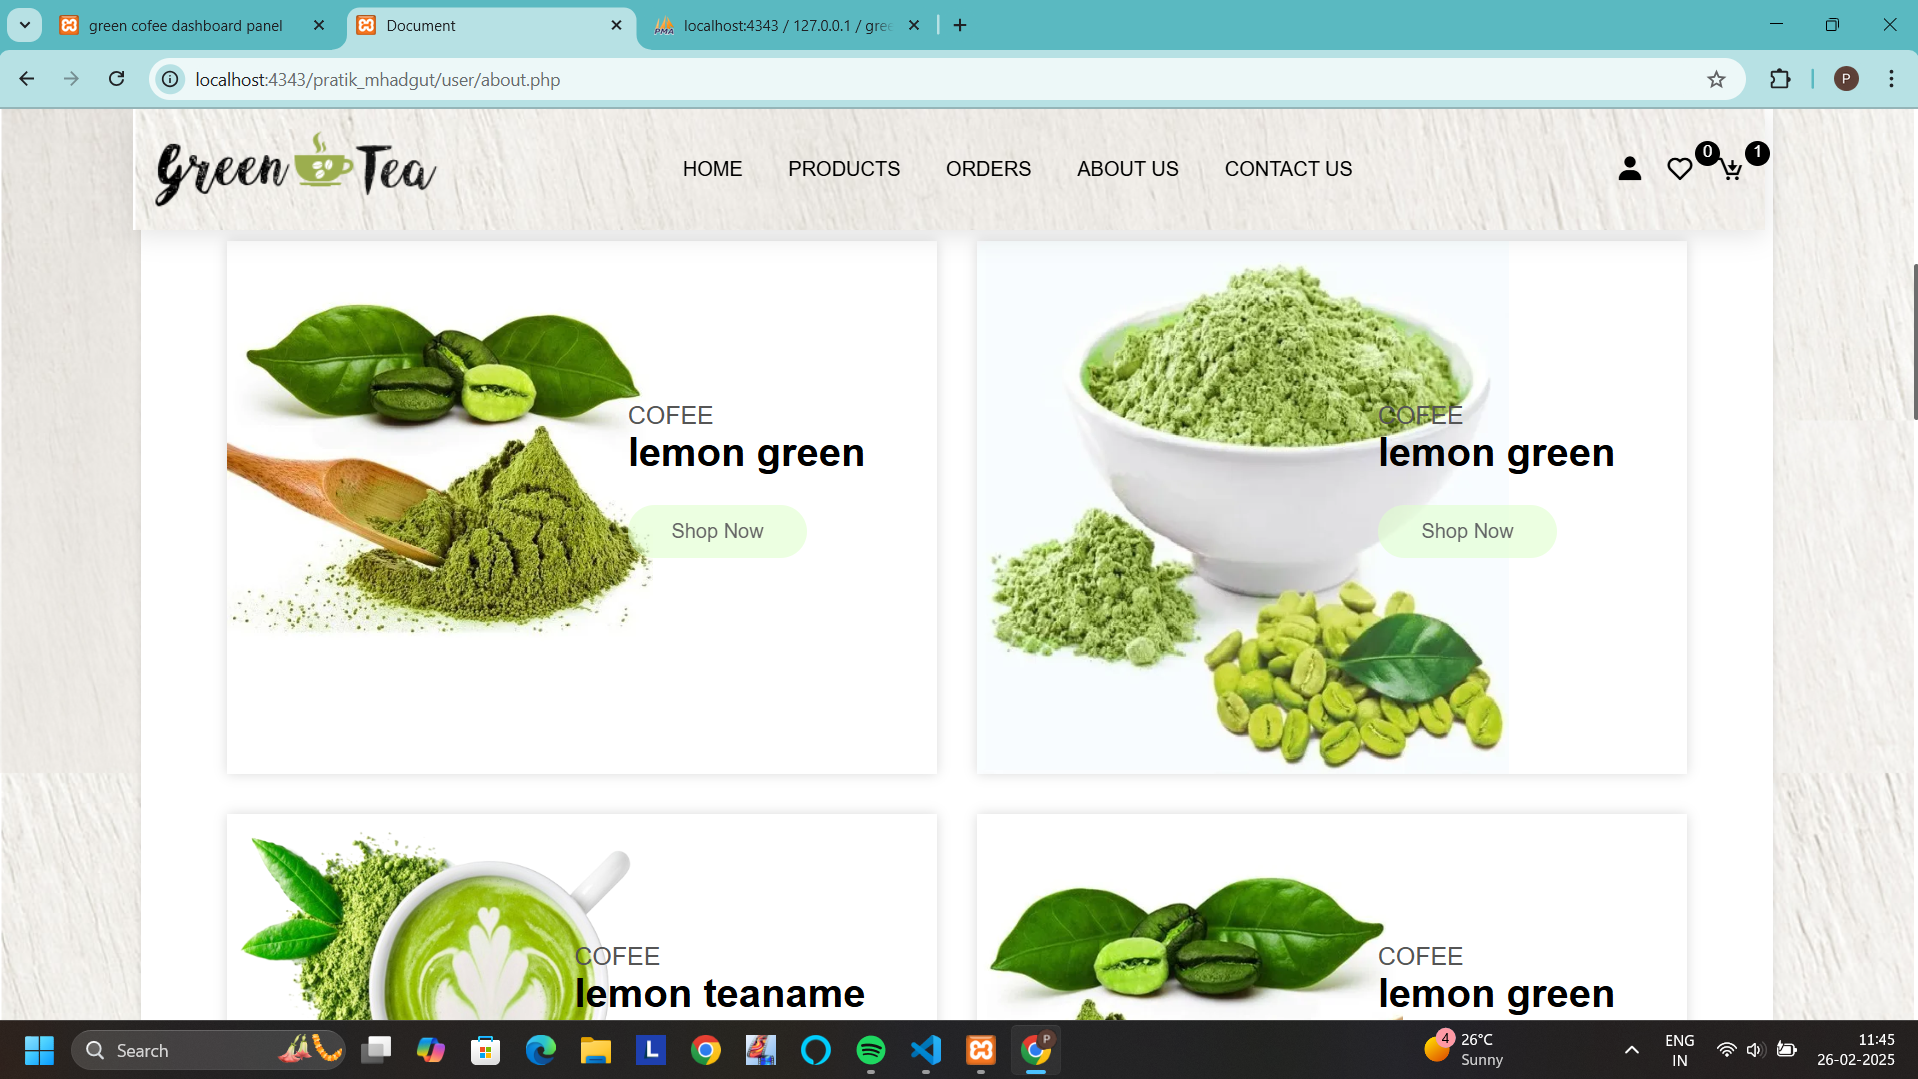 green cofee dashboard panel
Document
localhost:4343 / 127.0.0.1 / gree
localhost:4343/pratik_mhadgut/user/about.php
P
Green Tea
HOME
PRODUCTS
ORDERS
ABOUT US
CONTACT US
0
1
COFEE
lemon green
Shop Now
COFEE
lemon green
Shop Now
COFEE
lemon teaname
COFEE
lemon green
Search
L
P
4
26°C
Sunny
ENG
IN
11:45
26-02-2025